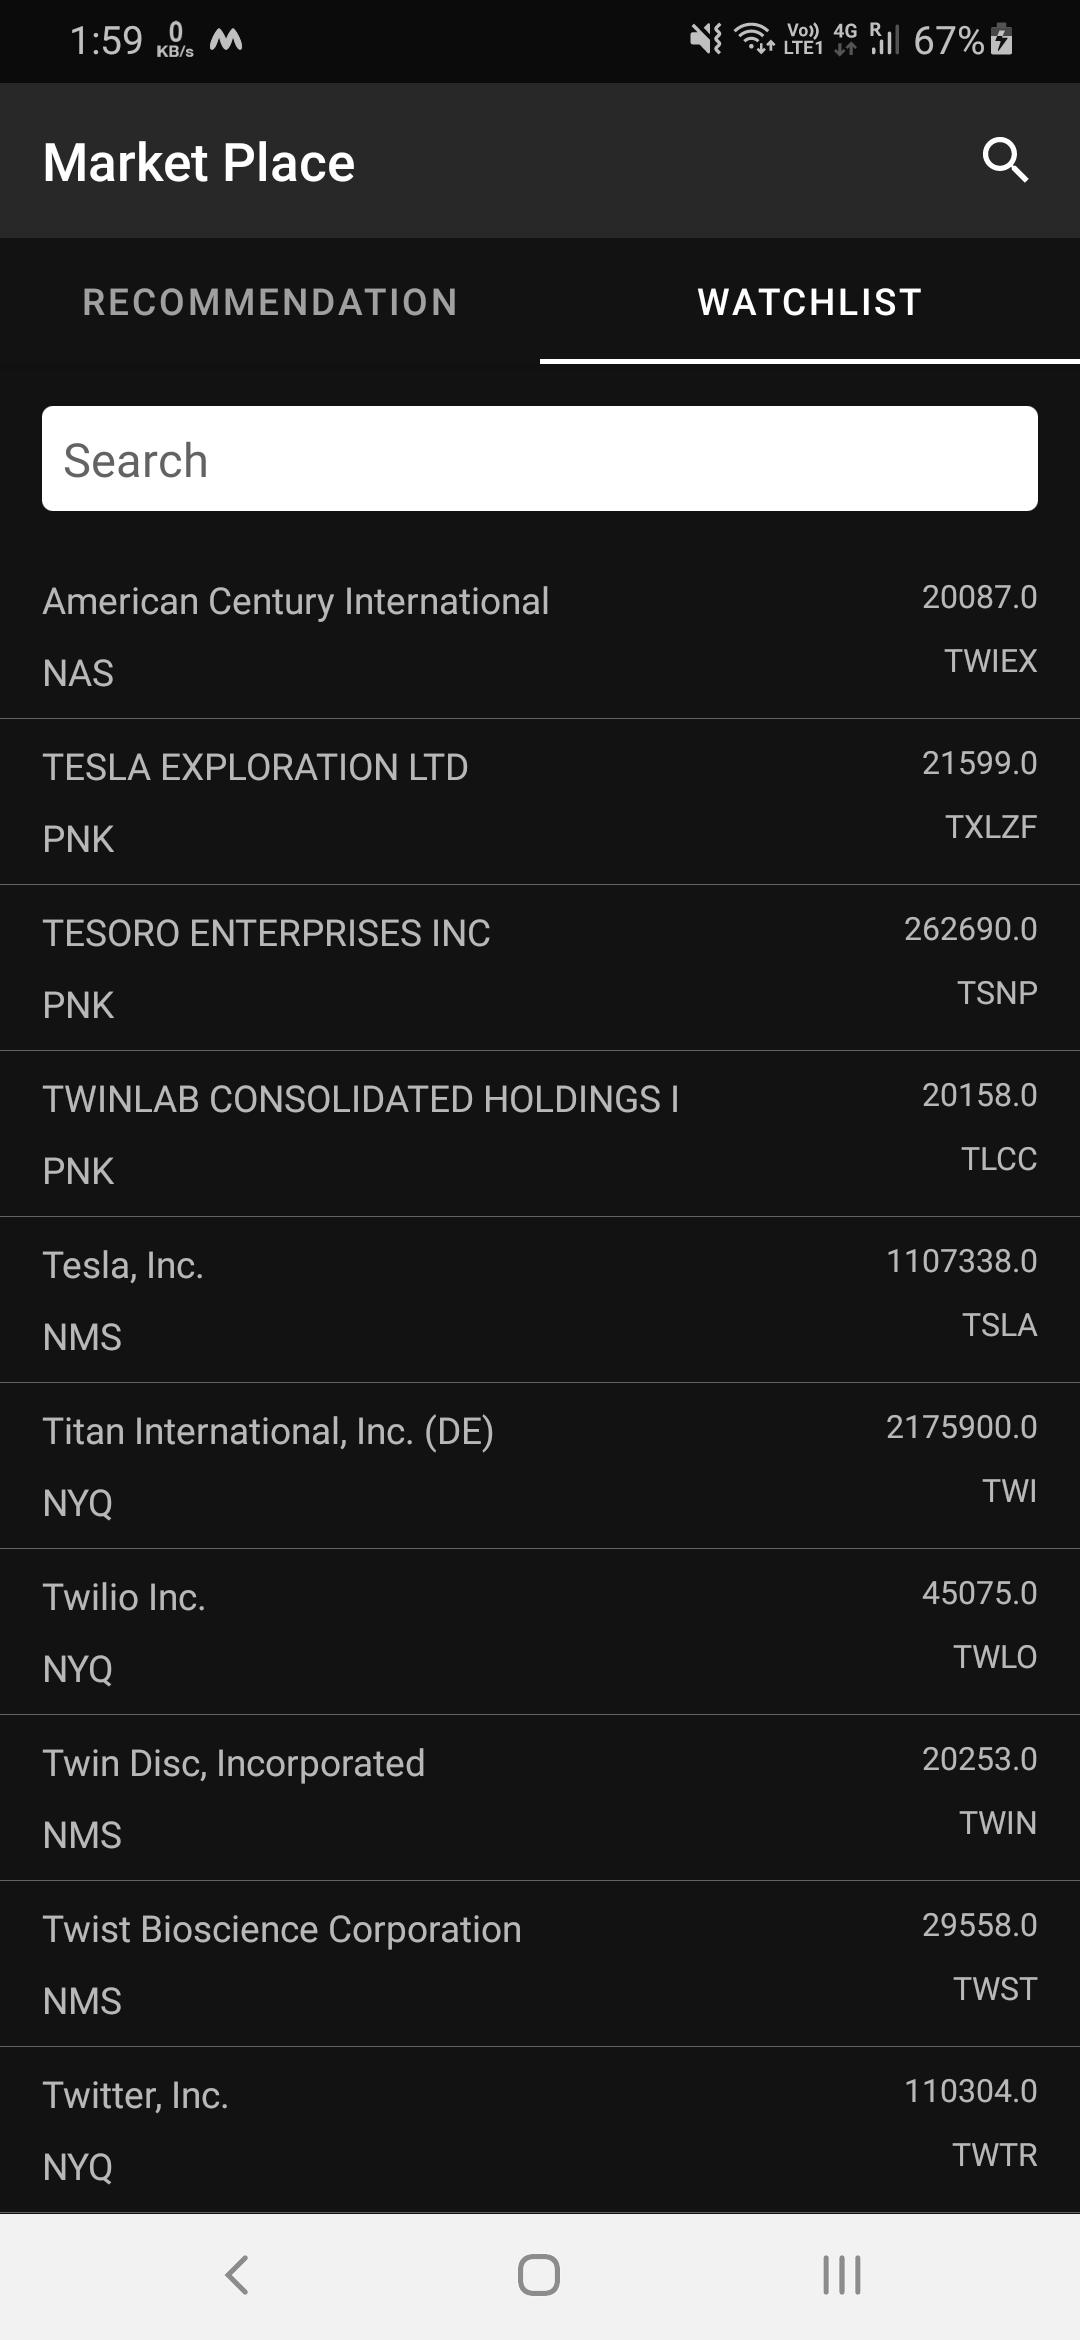 1:59 0 KB/s Vo)) LTE1 4G R 67%
Market Place
RECOMMENDATION WATCHLIST
Search
American Century International 20087.0
NAS TWIEX
TESLA EXPLORATION LTD 21599.0
PNK TXLZF
TESORO ENTERPRISES INC 262690.0
PNK TSNP
TWINLAB CONSOLIDATED HOLDINGS I 20158.0
PNK TLCC
Tesla, Inc. 1107338.0
NMS TSLA
Titan International, Inc. (DE) 2175900.0
NYQ TWI
Twilio Inc. 45075.0
NYQ TWLO
Twin Disc, Incorporated 20253.0
NMS TWIN
Twist Bioscience Corporation 29558.0
NMS TWST
Twitter, Inc. 110304.0
NYQ TWTR